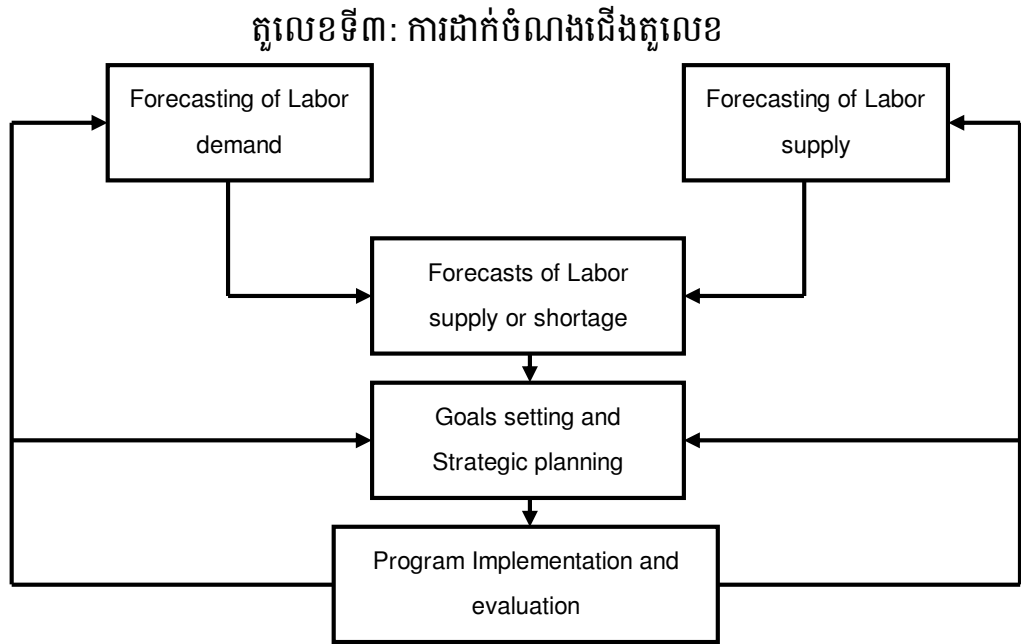 តួលេខទី៣: ការដាក់ចំណងជើងតួលេខ
Forecasting of Labor
demand
Forecasting of Labor
supply
Forecasts of Labor
supply or shortage
Goals setting and
Strategic planning
Program Implementation and
evaluation